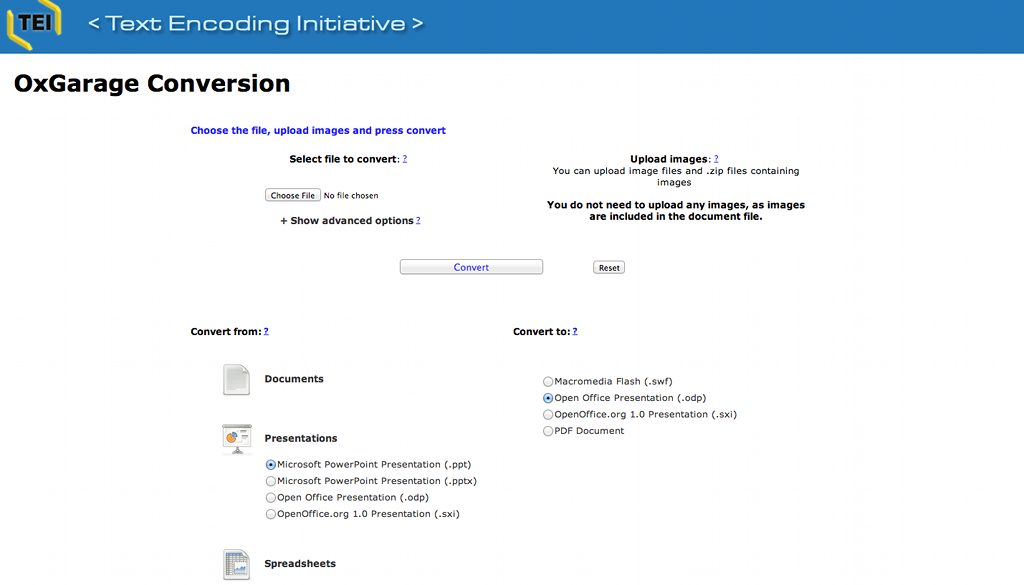 TEI
< Text Encoding Initiative >
OxGarage Conversion
Choose the file, upload images and press convert
Select file to convert: ?
Choose File No file chosen
+ Show advanced options ?
Upload images: ?
You can upload image files and .zip files containing
images
You do not need to upload any images, as images
are included in the document file.
Convert
Reset
Convert from: ?
Documents
Presentations
Microsoft PowerPoint Presentation (.ppt)
Microsoft PowerPoint Presentation (.pptx)
Open Office Presentation (.odp)
OpenOffice.org 1.0 Presentation (.sxi)
Spreadsheets
Convert to: ?
Macromedia Flash (.swf)
Open Office Presentation (.odp)
OpenOffice.org 1.0 Presentation (.sxi)
PDF Document